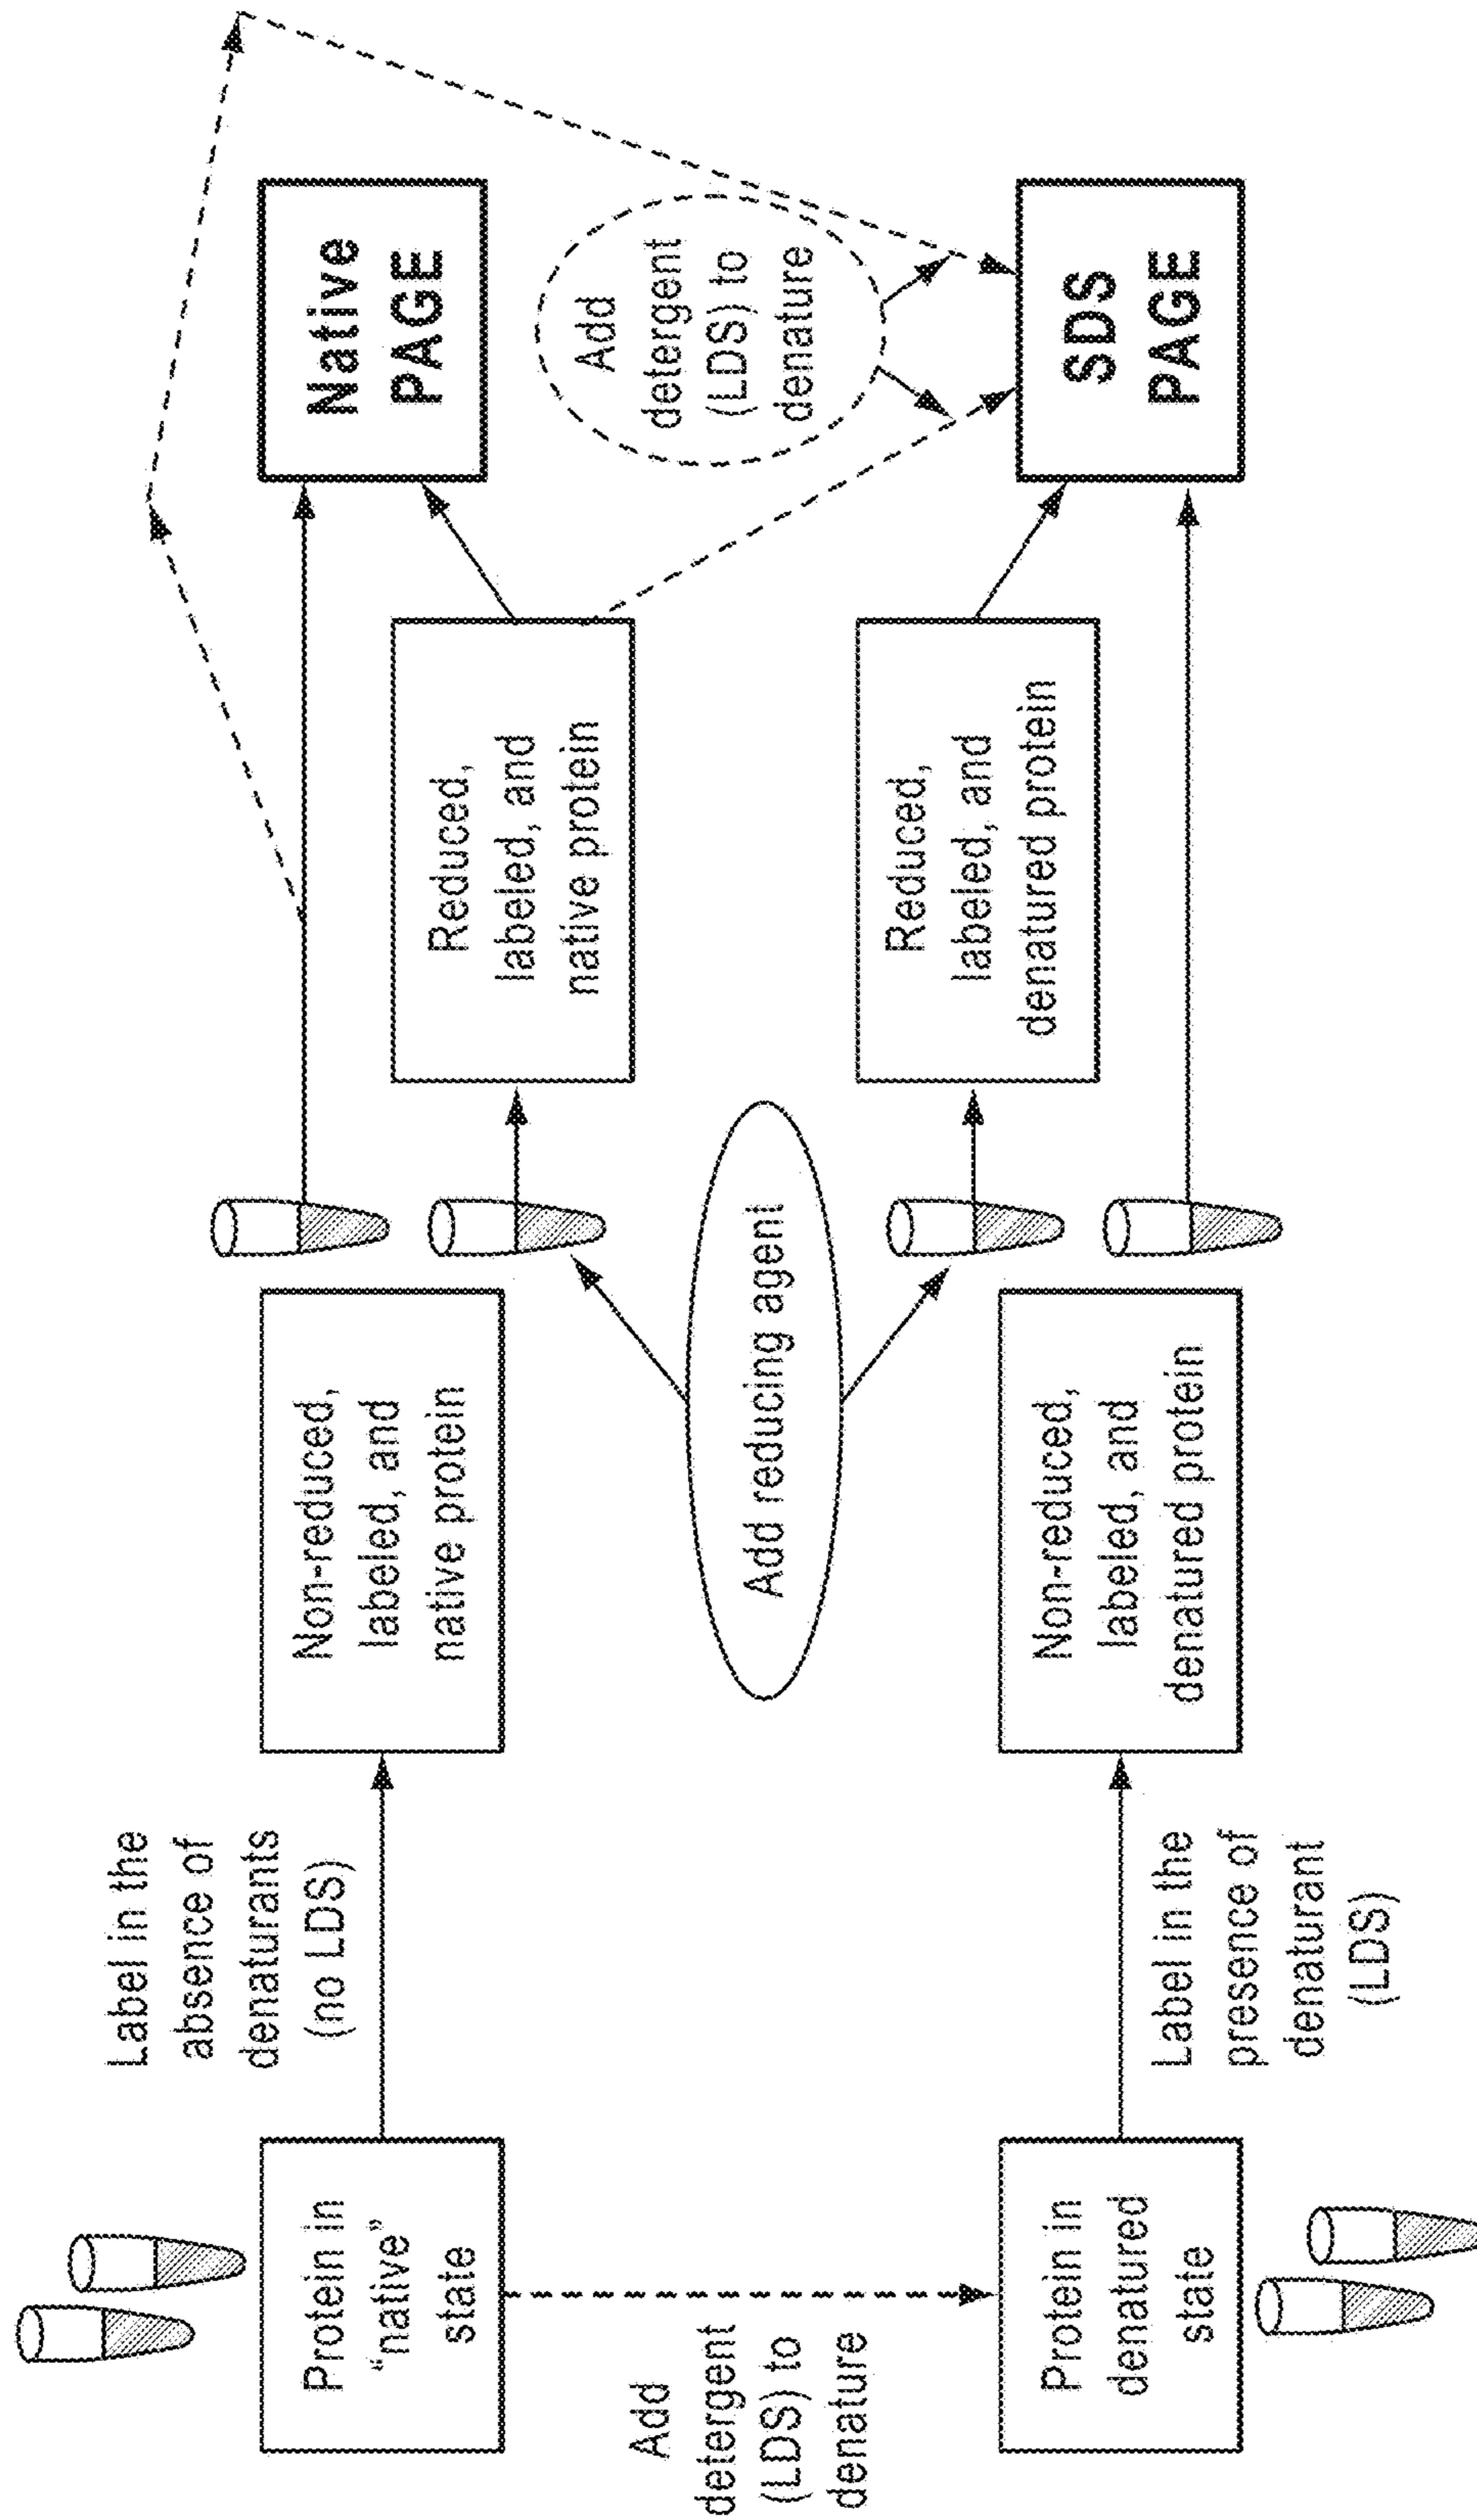 Label in the
absence of
denaturants
(no LDS)
Protein in
“native”
state
Non-reduced,
labeled, and
native protein
Native
PAGE
Reduced,
labeled, and
native protein
Add
detergent
(LDS) to
denature
Add reducing agent
Add
detergent
(LDS) to
denature
Reduced,
labeled, and
denatured protein
SDS
PAGE
Protein in
denatured
state
Non-reduced,
labeled, and
denatured protein
Label in the
presence of
denaturant
(LDS)